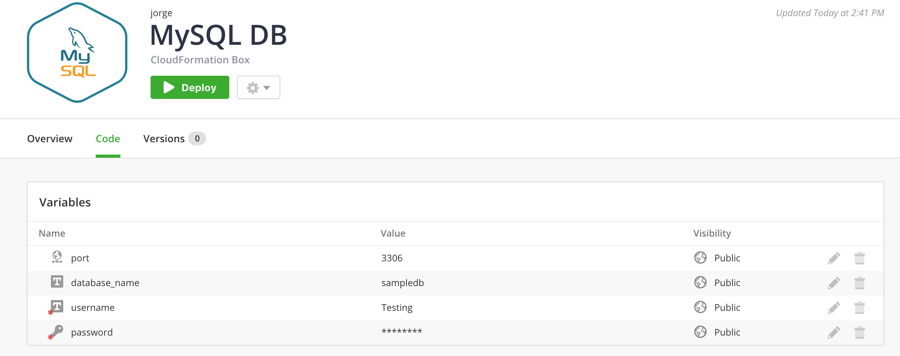 jorge
Updated Today at 2:41 PM
MySQL DB
CloudFormation Box
Deploy
My
SQL
Overview Code Versions 0
Variables
Name Value Visibility
port 3306 Public
T database_name sampledb Public
* T username Testing Public
* password ******** Public